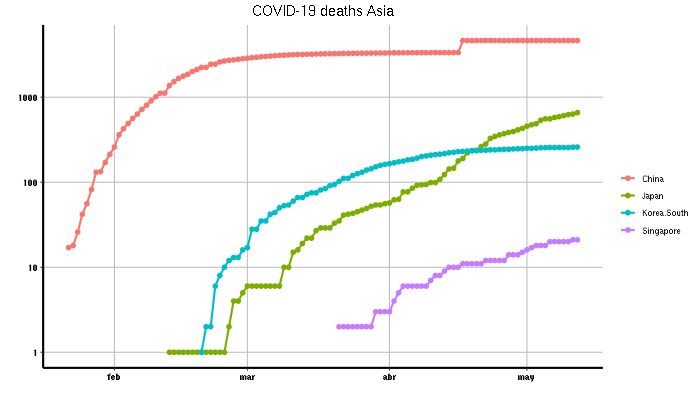 COVID-19 deaths Asia
1000
100
10
1
feb mar abr may
China
Japan
Korea.South
Singapore